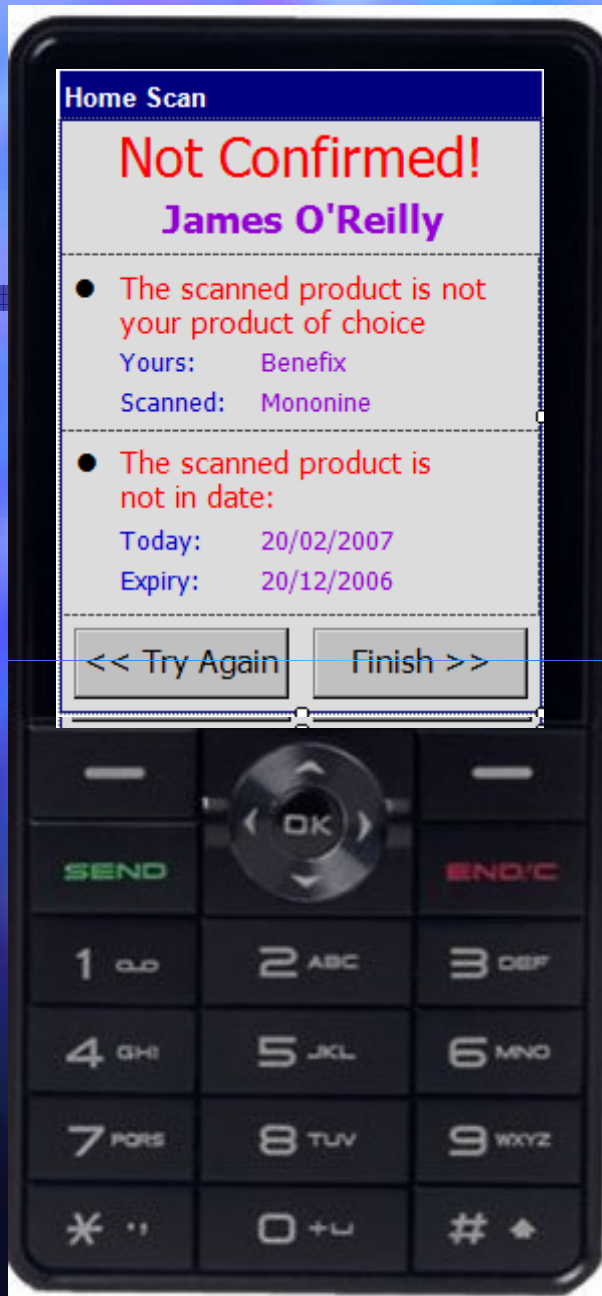 Home Scan
Not Confirmed!
James O'Reilly
The scanned product is not
your product of choice
Yours: Benefix
Scanned: Mononine
The scanned product is
not in date:
Today: 20/02/2007
Expiry: 20/12/2006
<< Try Again Finish >>
OK
SEND END/C
1 2 ABC 3 DEF
4 GHI 5 JKL 6 MNO
7 PQRS 8 TUV 9 WXYZ
* ., 0 + #